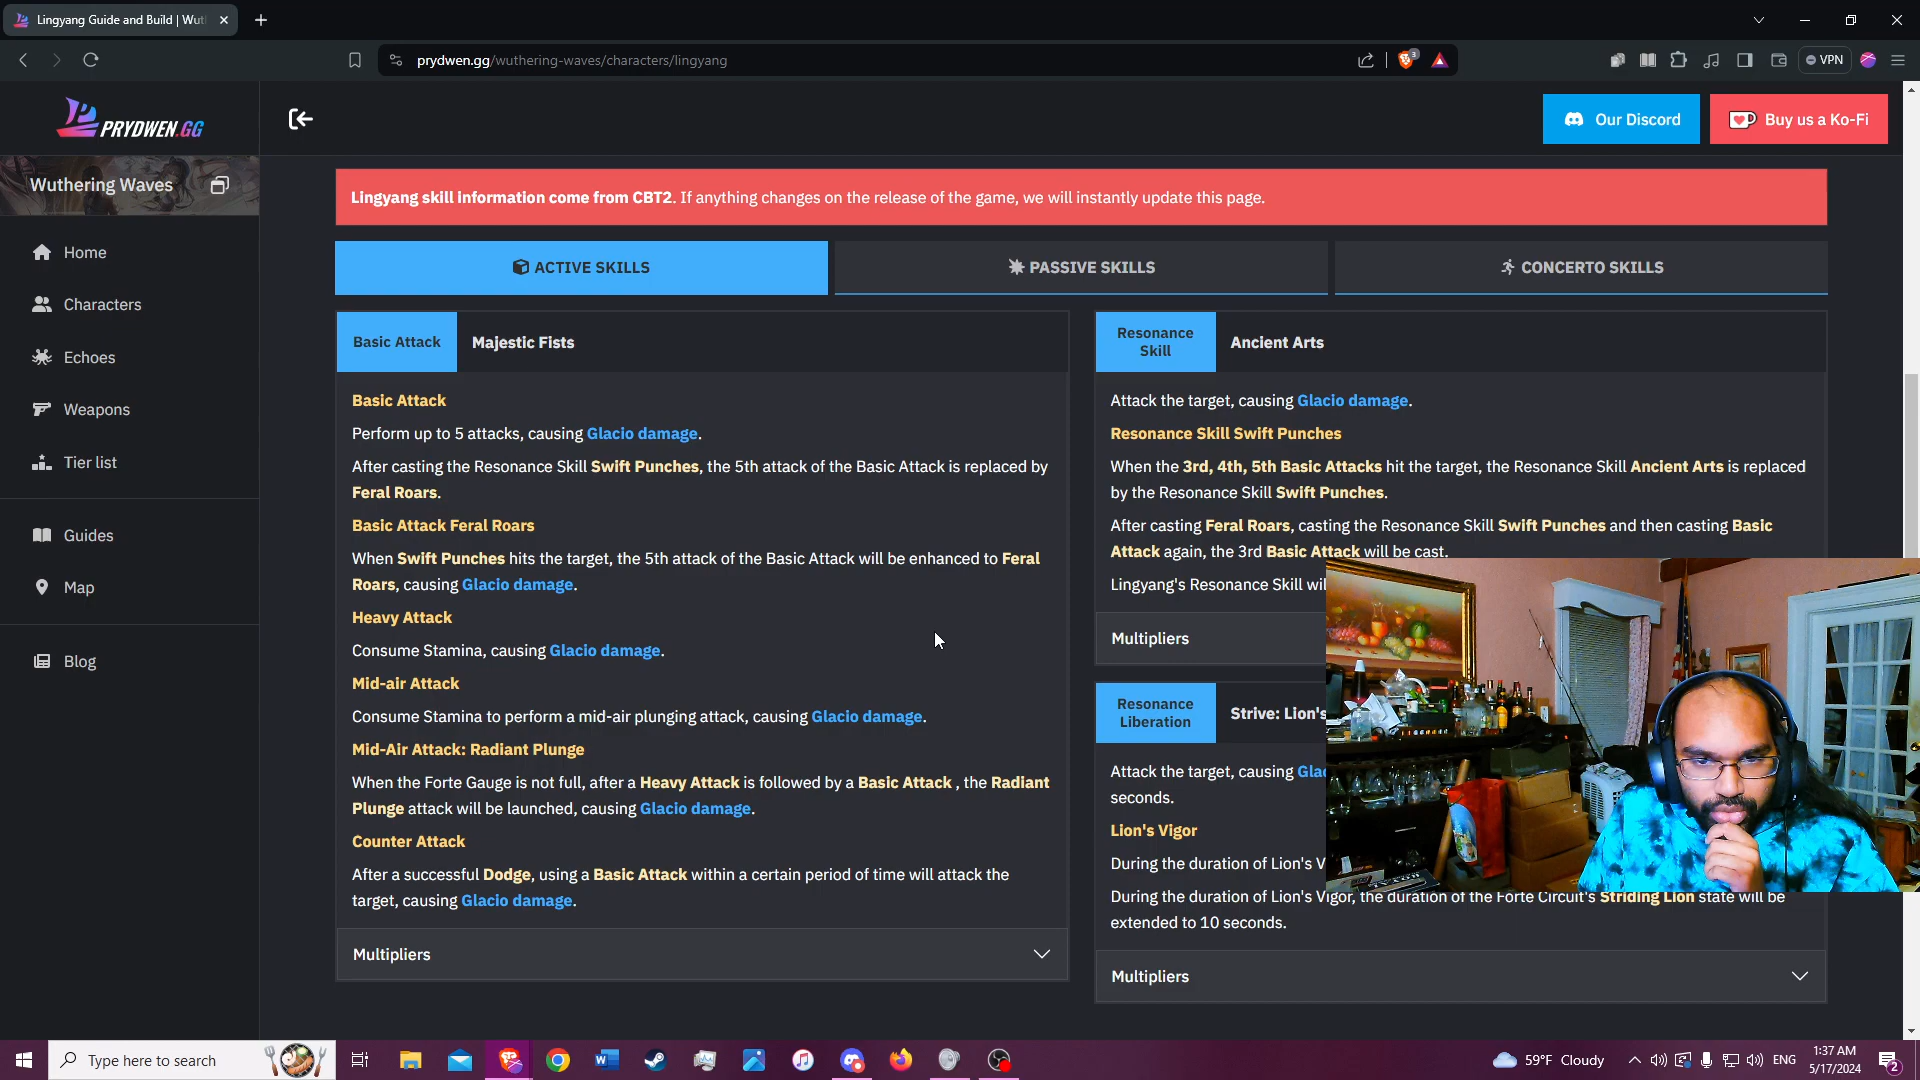 Lingyang Guide and Build | Wut
prydwen.gg/wuthering-waves/characters/lingyang
3
VPN
PRYDWEN.GG
Our Discord
Buy us a Ko-Fi
Wuthering Waves
Home
Characters
Echoes
Weapons
Tier list
Guides
Map
Blog
Lingyang skill information come from CBT2. If anything changes on the release of the game, we will instantly update this page.
ACTIVE SKILLS
PASSIVE SKILLS
CONCERTO SKILLS
Basic Attack
Majestic Fists
Basic Attack
Perform up to 5 attacks, causing Glacio damage.
After casting the Resonance Skill Swift Punches, the 5th attack of the Basic Attack is replaced by
Feral Roars.
Basic Attack Feral Roars
When Swift Punches hits the target, the 5th attack of the Basic Attack will be enhanced to Feral
Roars, causing Glacio damage.
Heavy Attack
Consume Stamina, causing Glacio damage.
Mid-air Attack
Consume Stamina to perform a mid-air plunging attack, causing Glacio damage.
Mid-Air Attack: Radiant Plunge
When the Forte Gauge is not full, after a Heavy Attack is followed by a Basic Attack , the Radiant
Plunge attack will be launched, causing Glacio damage.
Counter Attack
After a successful Dodge, using a Basic Attack within a certain period of time will attack the
target, causing Glacio damage.
Multipliers
Resonance
Skill
Ancient Arts
Attack the target, causing Glacio damage.
Resonance Skill Swift Punches
When the 3rd, 4th, 5th Basic Attacks hit the target, the Resonance Skill Ancient Arts is replaced
by the Resonance Skill Swift Punches.
After casting Feral Roars, casting the Resonance Skill Swift Punches and then casting Basic
Attack again, the 3rd Basic Attack will be cast.
Lingyang's Resonance Skill wil
Multipliers
Resonance
Liberation
Strive: Lion's
Attack the target, causing Glac
seconds.
Lion's Vigor
During the duration of Lion's V
During the duration of Lion's Vigor, the duration of the Forte Circuit's Striding Lion state will be
extended to 10 seconds.
Multipliers
Type here to search
59°F Cloudy
ENG
1:37 AM
5/17/2024
2